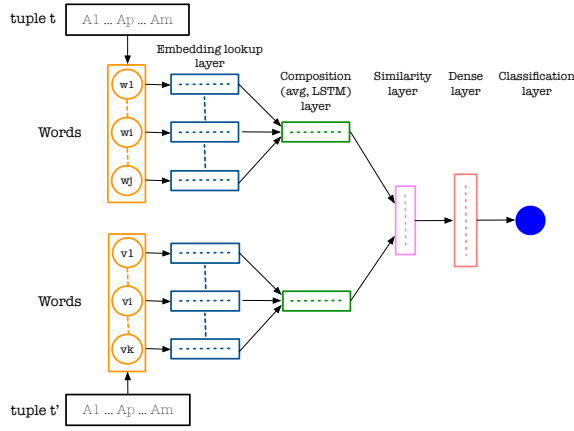 tuple t
A1 ... Ap ... Am
Embedding lookup
layer
Composition
(avg, LSTM)
layer
Similarity
layer
Dense
layer
Classification
layer
w1
Words
wi
wj
v1
Words
vi
vk
tuple t'
A1 ... Ap ... Am